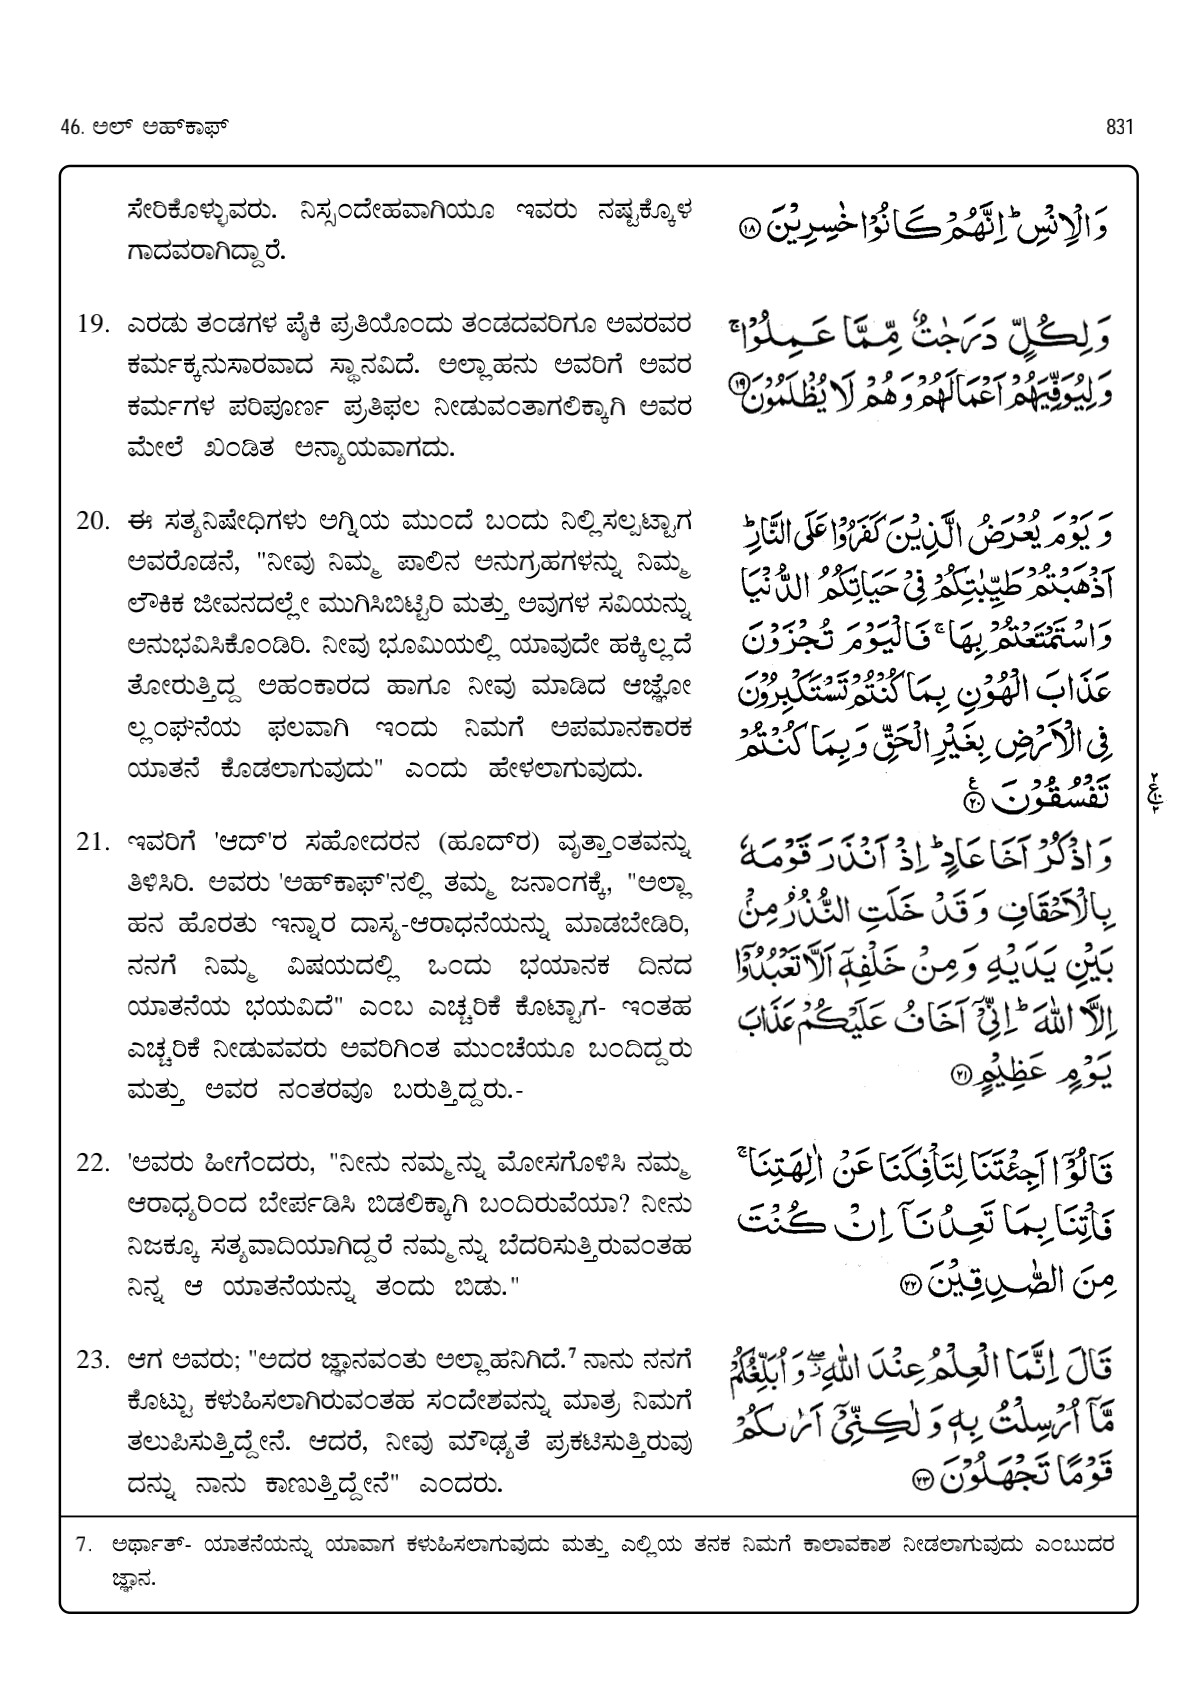 46. ಅಲ್ ಅಹ್‌ಕಾಫ್
831
ಸೇರಿಕೊಳ್ಳುವರು. ನಿಸ್ಸಂದೇಹವಾಗಿಯೂ ಇವರು ನಷ್ಟಕ್ಕೊಳ
ಗಾದವರಾಗಿದ್ದಾರೆ.
وَالْاِنْسِ ؕ اِنَّهُمْ كَانُوْا خٰسِرِيْنَ ۝۱۸
19. ಎರಡು ತಂಡಗಳ ಪೈಕಿ ಪ್ರತಿಯೊಂದು ತಂಡದವರಿಗೂ ಅವರವರ
ಕರ್ಮಕ್ಕನುಸಾರವಾದ ಸ್ಥಾನವಿದೆ. ಅಲ್ಲಾಹನು ಅವರಿಗೆ ಅವರ
ಕರ್ಮಗಳ ಪರಿಪೂರ್ಣ ಪ್ರತಿಫಲ ನೀಡುವಂತಾಗಲಿಕ್ಕಾಗಿ ಅವರ
ಮೇಲೆ ಖಂಡಿತ ಅನ್ಯಾಯವಾಗದು.
وَلِكُلٍّ دَرَجٰتٌ مِّمَّا عَمِلُوْا ۚ
وَلِيُوَفِّيَهُمْ اَعْمَالَهُمْ وَهُمْ لَا يُظْلَمُوْنَ ۝۱۹
20. ಈ ಸತ್ಯನಿಷೇಧಿಗಳು ಅಗ್ನಿಯ ಮುಂದೆ ಬಂದು ನಿಲ್ಲಿಸಲ್ಪಟ್ಟಾಗ
ಅವರೊಡನೆ, "ನೀವು ನಿಮ್ಮ ಪಾಲಿನ ಅನುಗ್ರಹಗಳನ್ನು ನಿಮ್ಮ
ಲೌಕಿಕ ಜೀವನದಲ್ಲೇ ಮುಗಿಸಿಬಿಟ್ಟಿರಿ ಮತ್ತು ಅವುಗಳ ಸವಿಯನ್ನು
ಅನುಭವಿಸಿಕೊಂಡಿರಿ. ನೀವು ಭೂಮಿಯಲ್ಲಿ ಯಾವುದೇ ಹಕ್ಕಿಲ್ಲದೆ
ತೋರುತ್ತಿದ್ದ ಅಹಂಕಾರದ ಹಾಗೂ ನೀವು ಮಾಡಿದ ಆಜ್ಞೋ
ಲ್ಲಂಘನೆಯ ಫಲವಾಗಿ ಇಂದು ನಿಮಗೆ ಅಪಮಾನಕಾರಕ
ಯಾತನೆ ಕೊಡಲಾಗುವುದು" ಎಂದು ಹೇಳಲಾಗುವುದು.
وَيَوْمَ يُعْرَضُ الَّذِيْنَ كَفَرُوْا عَلَى النَّارِ ؕ
اَذْهَبْتُمْ طَيِّبٰتِكُمْ فِيْ حَيَاتِكُمُ الدُّنْيَا
وَاسْتَمْتَعْتُمْ بِهَا ۚ فَالْيَوْمَ تُجْزَوْنَ
عَذَابَ الْهُوْنِ بِمَا كُنْتُمْ تَسْتَكْبِرُوْنَ
فِي الْاَرْضِ بِغَيْرِ الْحَقِّ وَبِمَا كُنْتُمْ
تَفْسُقُوْنَ ۝۲۰
21. ಇವರಿಗೆ 'ಆದ್'ರ ಸಹೋದರನ (ಹೂದ್‌ರ) ವೃತ್ತಾಂತವನ್ನು
ತಿಳಿಸಿರಿ. ಅವರು 'ಅಹ್‌ಕಾಫ್'ನಲ್ಲಿ ತಮ್ಮ ಜನಾಂಗಕ್ಕೆ, "ಅಲ್ಲಾ
ಹನ ಹೊರತು ಇನ್ನಾರ ದಾಸ್ಯ-ಆರಾಧನೆಯನ್ನು ಮಾಡಬೇಡಿರಿ,
ನನಗೆ ನಿಮ್ಮ ವಿಷಯದಲ್ಲಿ ಒಂದು ಭಯಾನಕ ದಿನದ
ಯಾತನೆಯ ಭಯವಿದೆ" ಎಂಬ ಎಚ್ಚರಿಕೆ ಕೊಟ್ಟಾಗ- ಇಂತಹ
ಎಚ್ಚರಿಕೆ ನೀಡುವವರು ಅವರಿಗಿಂತ ಮುಂಚೆಯೂ ಬಂದಿದ್ದರು
ಮತ್ತು ಅವರ ನಂತರವೂ ಬರುತ್ತಿದ್ದರು.-
وَاذْكُرْ اَخَا عَادٍ ؕ اِذْ اَنْذَرَ قَوْمَهٗ
بِالْاَحْقَافِ وَقَدْ خَلَتِ النُّذُرُ مِنْۢ
بَيْنِ يَدَيْهِ وَمِنْ خَلْفِهٖۤ اَلَّا تَعْبُدُوْۤا
اِلَّا اللّٰهَ ؕ اِنِّيْۤ اَخَافُ عَلَيْكُمْ عَذَابَ
يَوْمٍ عَظِيْمٍ ۝۲۱
22. 'ಅವರು ಹೀಗೆಂದರು, "ನೀನು ನಮ್ಮನ್ನು ಮೋಸಗೊಳಿಸಿ ನಮ್ಮ
ಆರಾಧ್ಯರಿಂದ ಬೇರ್ಪಡಿಸಿ ಬಿಡಲಿಕ್ಕಾಗಿ ಬಂದಿರುವೆಯಾ? ನೀನು
ನಿಜಕ್ಕೂ ಸತ್ಯವಾದಿಯಾಗಿದ್ದರೆ ನಮ್ಮನ್ನು ಬೆದರಿಸುತ್ತಿರುವಂತಹ
ನಿನ್ನ ಆ ಯಾತನೆಯನ್ನು ತಂದು ಬಿಡು."
قَالُوْۤا اَجِئْتَنَا لِتَاْفِكَنَا عَنْ اٰلِهَتِنَا ۚ
فَاْتِنَا بِمَا تَعِدُنَاۤ اِنْ كُنْتَ
مِنَ الصّٰدِقِيْنَ ۝۲۲
23. ಆಗ ಅವರು; "ಅದರ ಜ್ಞಾನವಂತು ಅಲ್ಲಾಹನಿಗಿದೆ.7 ನಾನು ನನಗೆ
ಕೊಟ್ಟು ಕಳುಹಿಸಲಾಗಿರುವಂತಹ ಸಂದೇಶವನ್ನು ಮಾತ್ರ ನಿಮಗೆ
ತಲುಪಿಸುತ್ತಿದ್ದೇನೆ. ಆದರೆ, ನೀವು ಮೌಢ್ಯತೆ ಪ್ರಕಟಿಸುತ್ತಿರುವು
ದನ್ನು ನಾನು ಕಾಣುತ್ತಿದ್ದೇನೆ" ಎಂದರು.
قَالَ اِنَّمَا الْعِلْمُ عِنْدَ اللّٰهِ ۖ وَاُبَلِّغُكُمْ
مَّاۤ اُرْسِلْتُ بِهٖ وَلٰكِنِّيْۤ اَرٰىكُمْ
قَوْمًا تَجْهَلُوْنَ ۝۲۳
7. ಅರ್ಥಾತ್- ಯಾತನೆಯನ್ನು ಯಾವಾಗ ಕಳುಹಿಸಲಾಗುವುದು ಮತ್ತು ಎಲ್ಲಿಯ ತನಕ ನಿಮಗೆ ಕಾಲಾವಕಾಶ ನೀಡಲಾಗುವುದು ಎಂಬುದರ
ಜ್ಞಾನ.